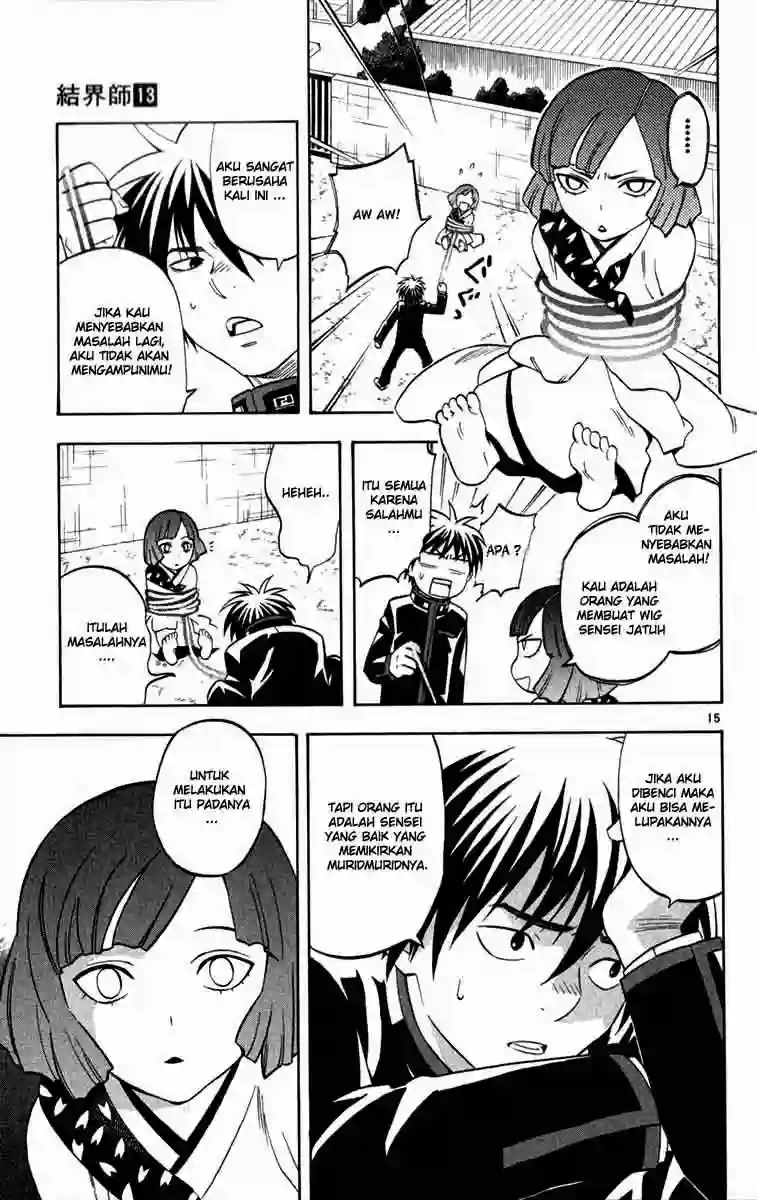 結界師13
………
AW AW!
AKU SANGAT
BERUSAHA
KALI INI ...
JIKA KAU
MENYEBABKAN
MASALAH LAGI,
AKU TIDAK AKAN
MENGAMPUNIMU!
AKU
TIDAK ME-
NYEBABKAN
MASALAH!
KAU ADALAH
ORANG YANG
MEMBUAT WIG
SENSEI JATUH
APA ?
ITU SEMUA
KARENA
SALAHMU
...
HEHEH..
ITULAH
MASALAHNYA
....
15
JIKA AKU
DIBENCI MAKA
AKU BISA ME-
LUPAKANNYA
...
TAPI ORANG ITU
ADALAH SENSEI
YANG BAIK YANG
MEMIKIRKAN
MURIDMURIDNYA.
UNTUK
MELAKUKAN
ITU PADANYA
...